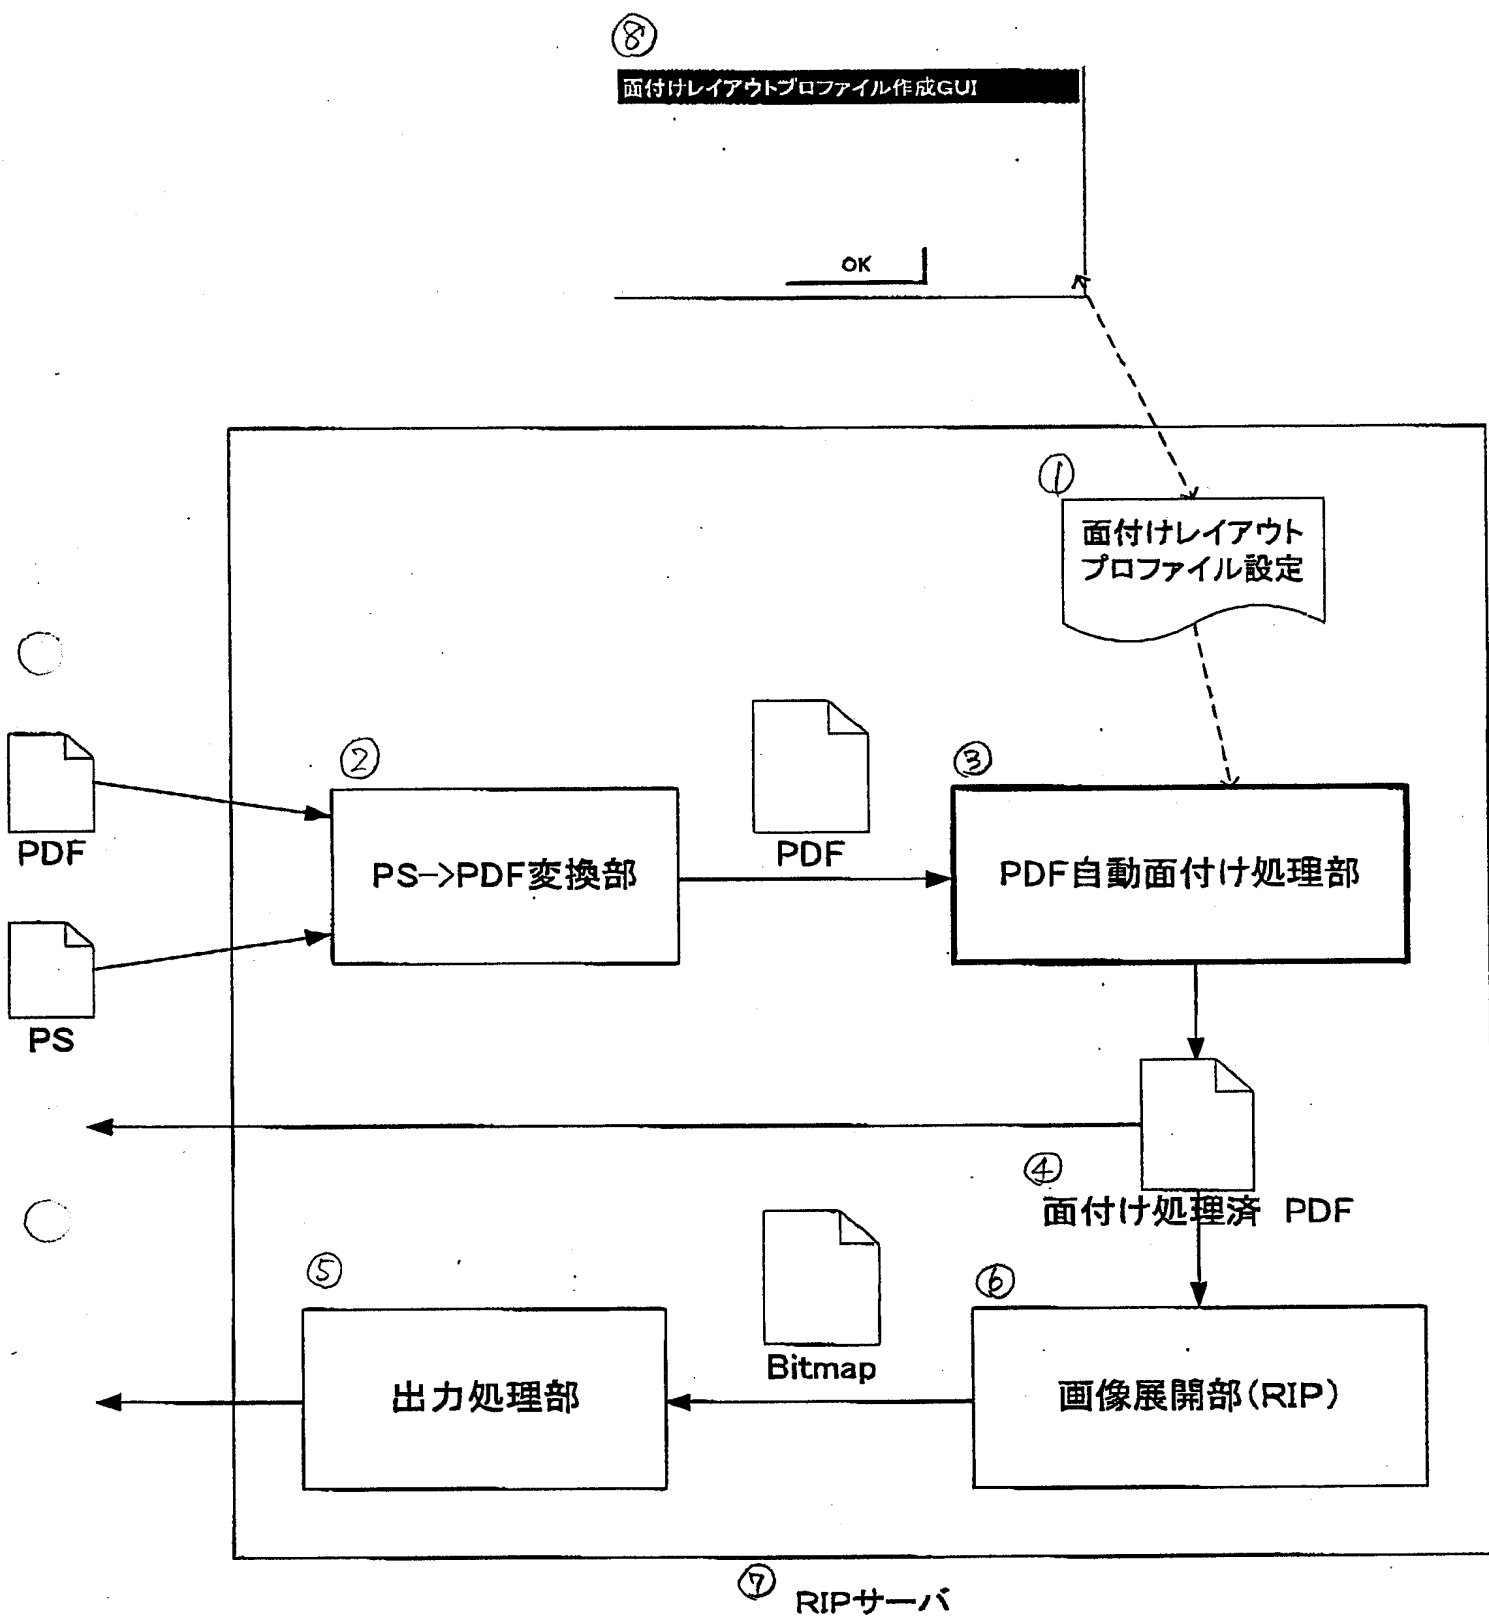 ⑧
面付けレイアウトプロファイル作成GUI
OK
①
面付けレイアウト
プロファイル設定
PDF
②
PS->PDF変換部
PDF
③
PDF自動面付け処理部
PS
④
面付け処理済 PDF
⑤
出力処理部
Bitmap
⑥
画像展開部(RIP)
⑦
RIPサーバ